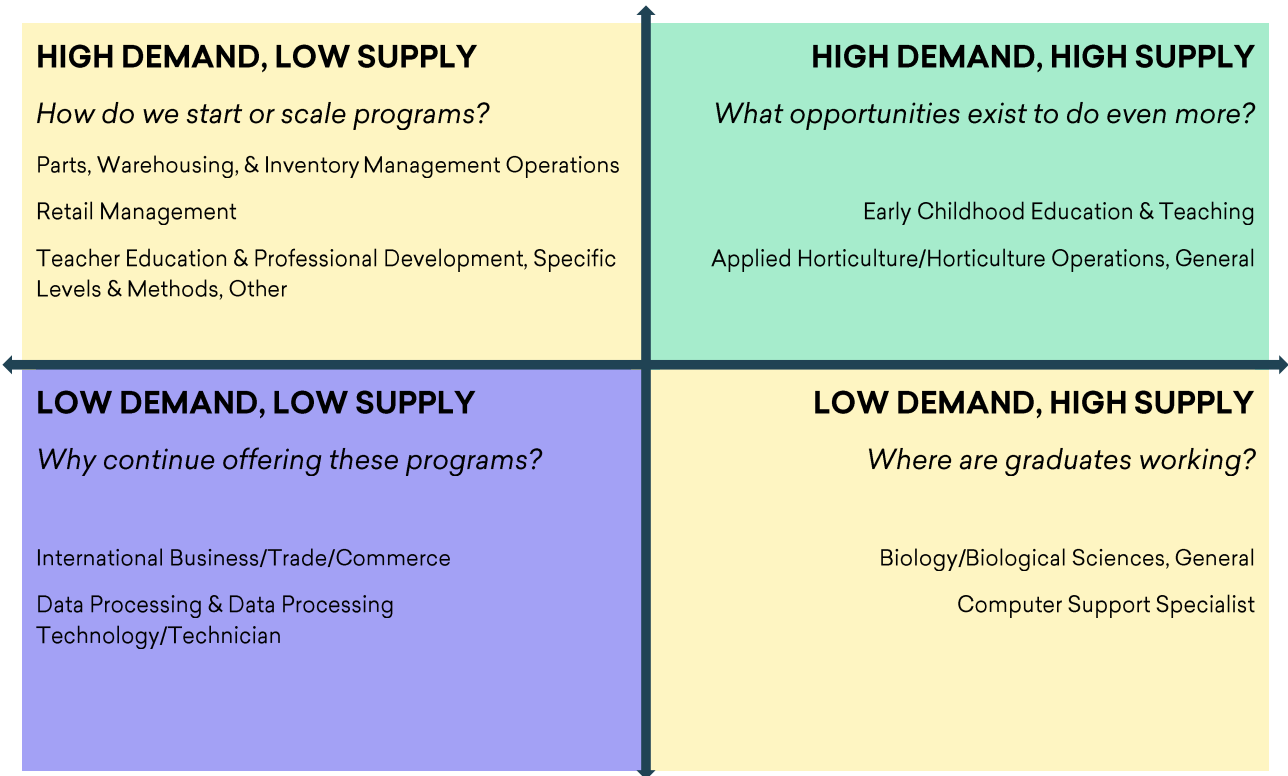 HIGH DEMAND, LOW SUPPLY
How do we start or scale programs?
Parts, Warehousing, & Inventory Management Operations
Retail Management
Teacher Education & Professional Development, Specific
Levels & Methods, Other
HIGH DEMAND, HIGH SUPPLY
What opportunities exist to do even more?
Early Childhood Education & Teaching
Applied Horticulture/Horticulture Operations, General
LOW DEMAND, LOW SUPPLY
Why continue offering these programs?
International Business/Trade/Commerce
Data Processing & Data Processing
Technology/Technician
LOW DEMAND, HIGH SUPPLY
Where are graduates working?
Biology/Biological Sciences, General
Computer Support Specialist